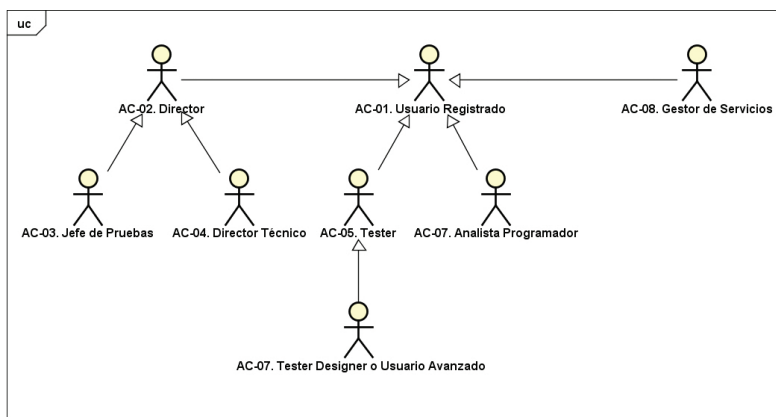 uc
AC-02. Director
AC-01. Usuario Registrado
AC-08. Gestor de Servicios
AC-03. Jefe de Pruebas
AC-04. Director Técnico
AC-05. Tester
AC-07. Analista Programador
AC-07. Tester Designer o Usuario Avanzado